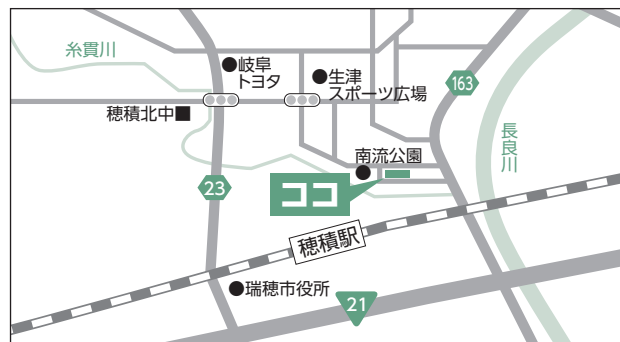 糸貫川
岐阜
トヨタ
生津
スポーツ広場
163
穂積北中
長良川
南流公園
ココ
23
穂積駅
瑞穂市役所
21